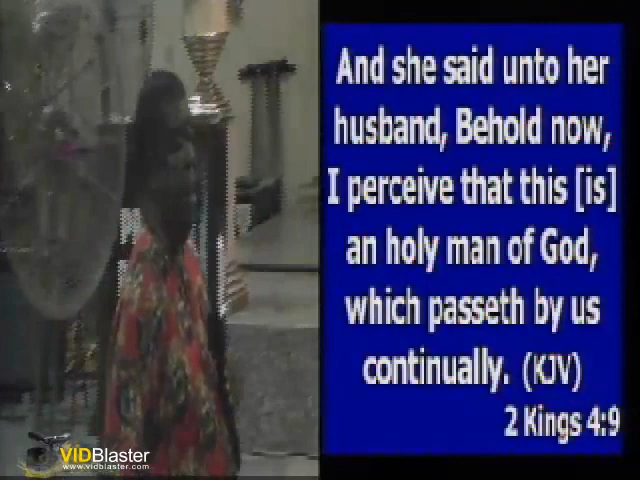 And she said unto her
husband, Behold now,
I perceive that this [is]
an holy man of God,
which passeth by us
continually. (KJV)
2 Kings 4:9
VIDBlaster
www.vidblaster.com